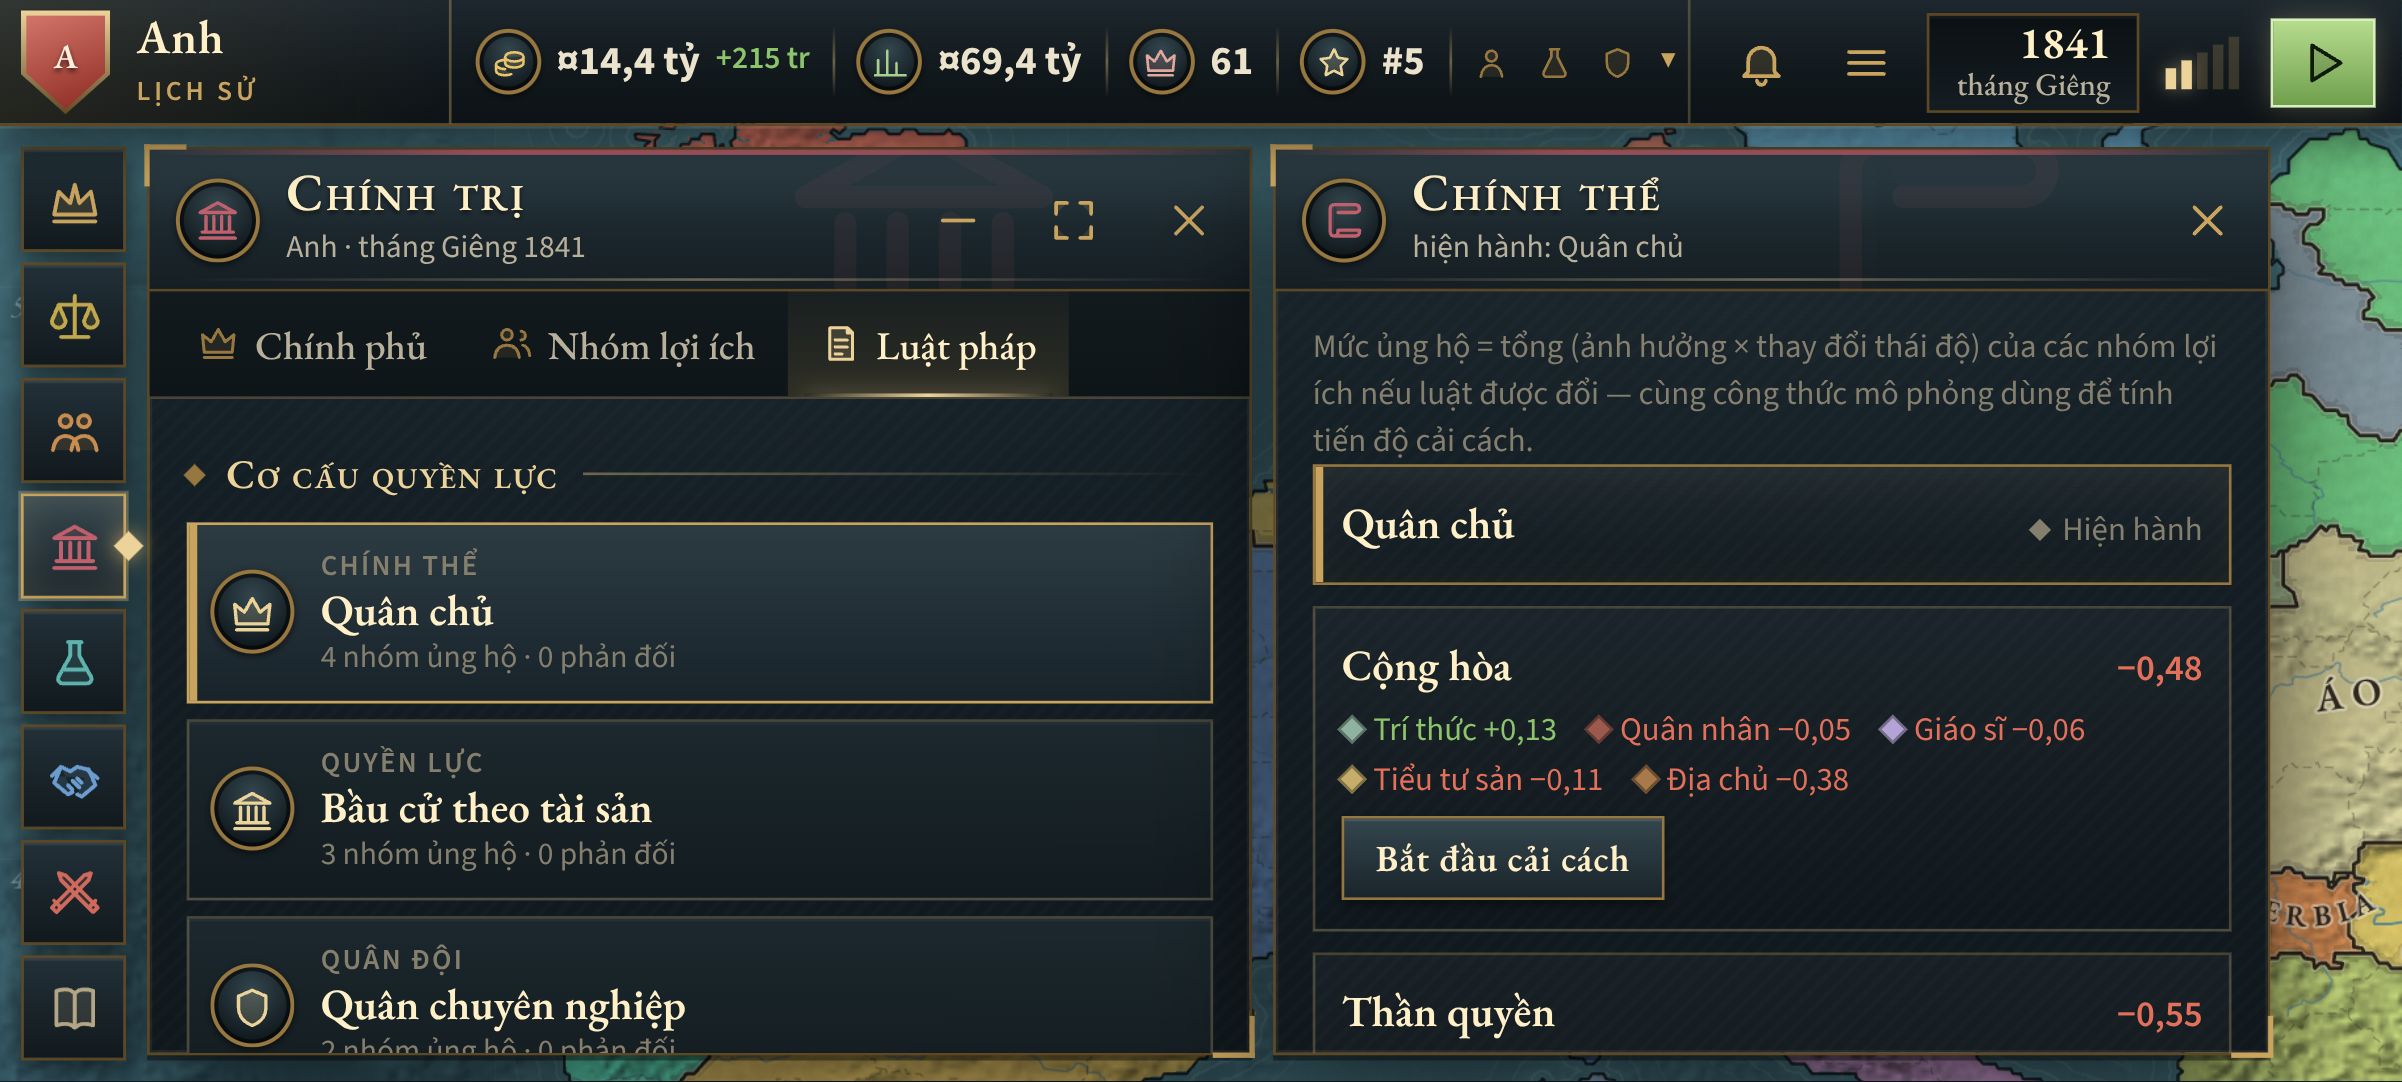 A
Anh
LỊCH SỬ
¤14,4 tỷ +215 tr
¤69,4 tỷ
61
#5
1841
tháng Giêng
CHÍNH TRỊ
Anh · tháng Giêng 1841
Chính phủ
Nhóm lợi ích
Luật pháp
CƠ CẤU QUYỀN LỰC
CHÍNH THỂ
Quân chủ
4 nhóm ủng hộ · 0 phản đối
QUYỀN LỰC
Bầu cử theo tài sản
3 nhóm ủng hộ · 0 phản đối
QUÂN ĐỘI
Quân chuyên nghiệp
2 nhóm ủng hộ · 0 phản đối
CHÍNH THỂ
hiện hành: Quân chủ
Mức ủng hộ = tổng (ảnh hưởng × thay đổi thái độ) của các nhóm lợi
ích nếu luật được đổi — cùng công thức mô phỏng dùng để tính
tiến độ cải cách.
Quân chủ
Hiện hành
Cộng hòa
−0,48
Trí thức +0,13 Quân nhân −0,05 Giáo sĩ −0,06
Tiểu tư sản −0,11 Địa chủ −0,38
Bắt đầu cải cách
Thần quyền
−0,55
ÁO